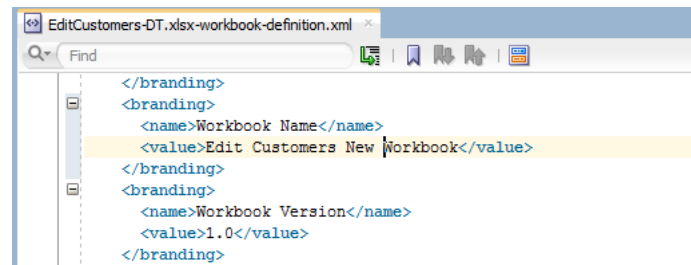 EditCustomers-DT.xlsx-workbook-definition.xml
Find
</branding>
<branding>
<name>Workbook Name</name>
<value>Edit Customers New Workbook</value>
</branding>
<branding>
<name>Workbook Version</name>
<value>1.0</value>
</branding>